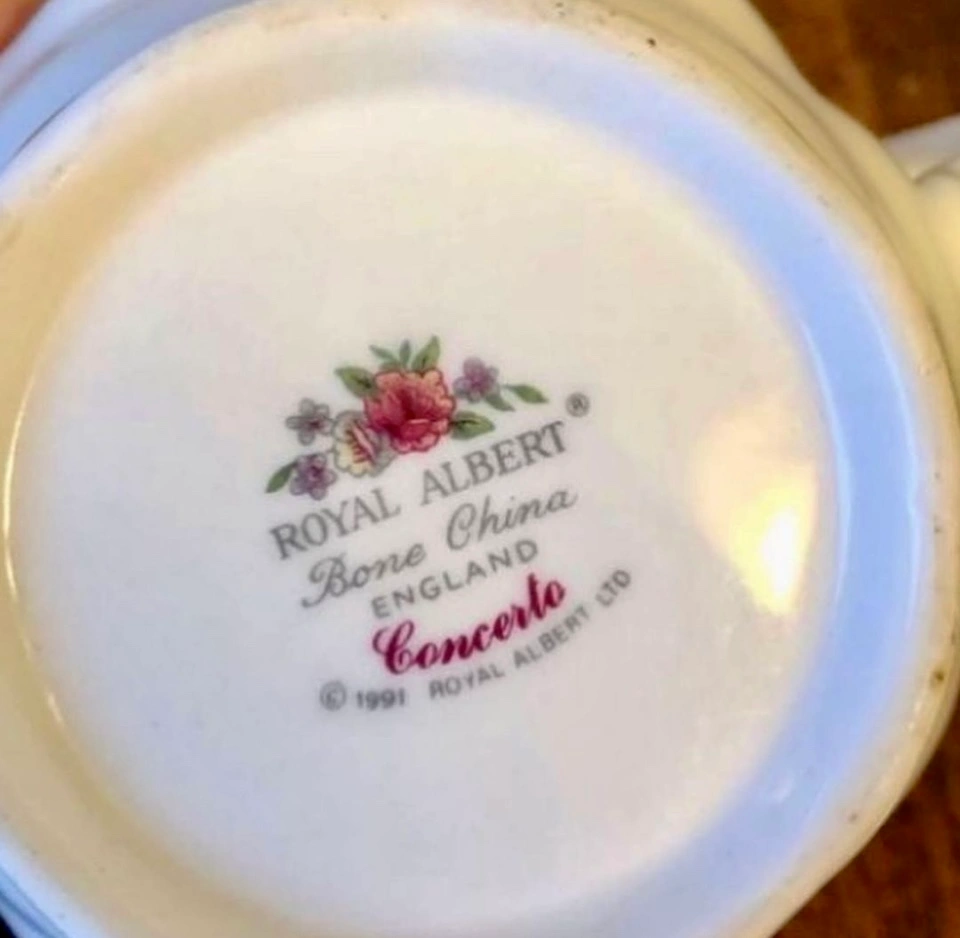 ROYAL ALBERT®
Bone China
ENGLAND
Concerto
© 1991 ROYAL ALBERT LTD